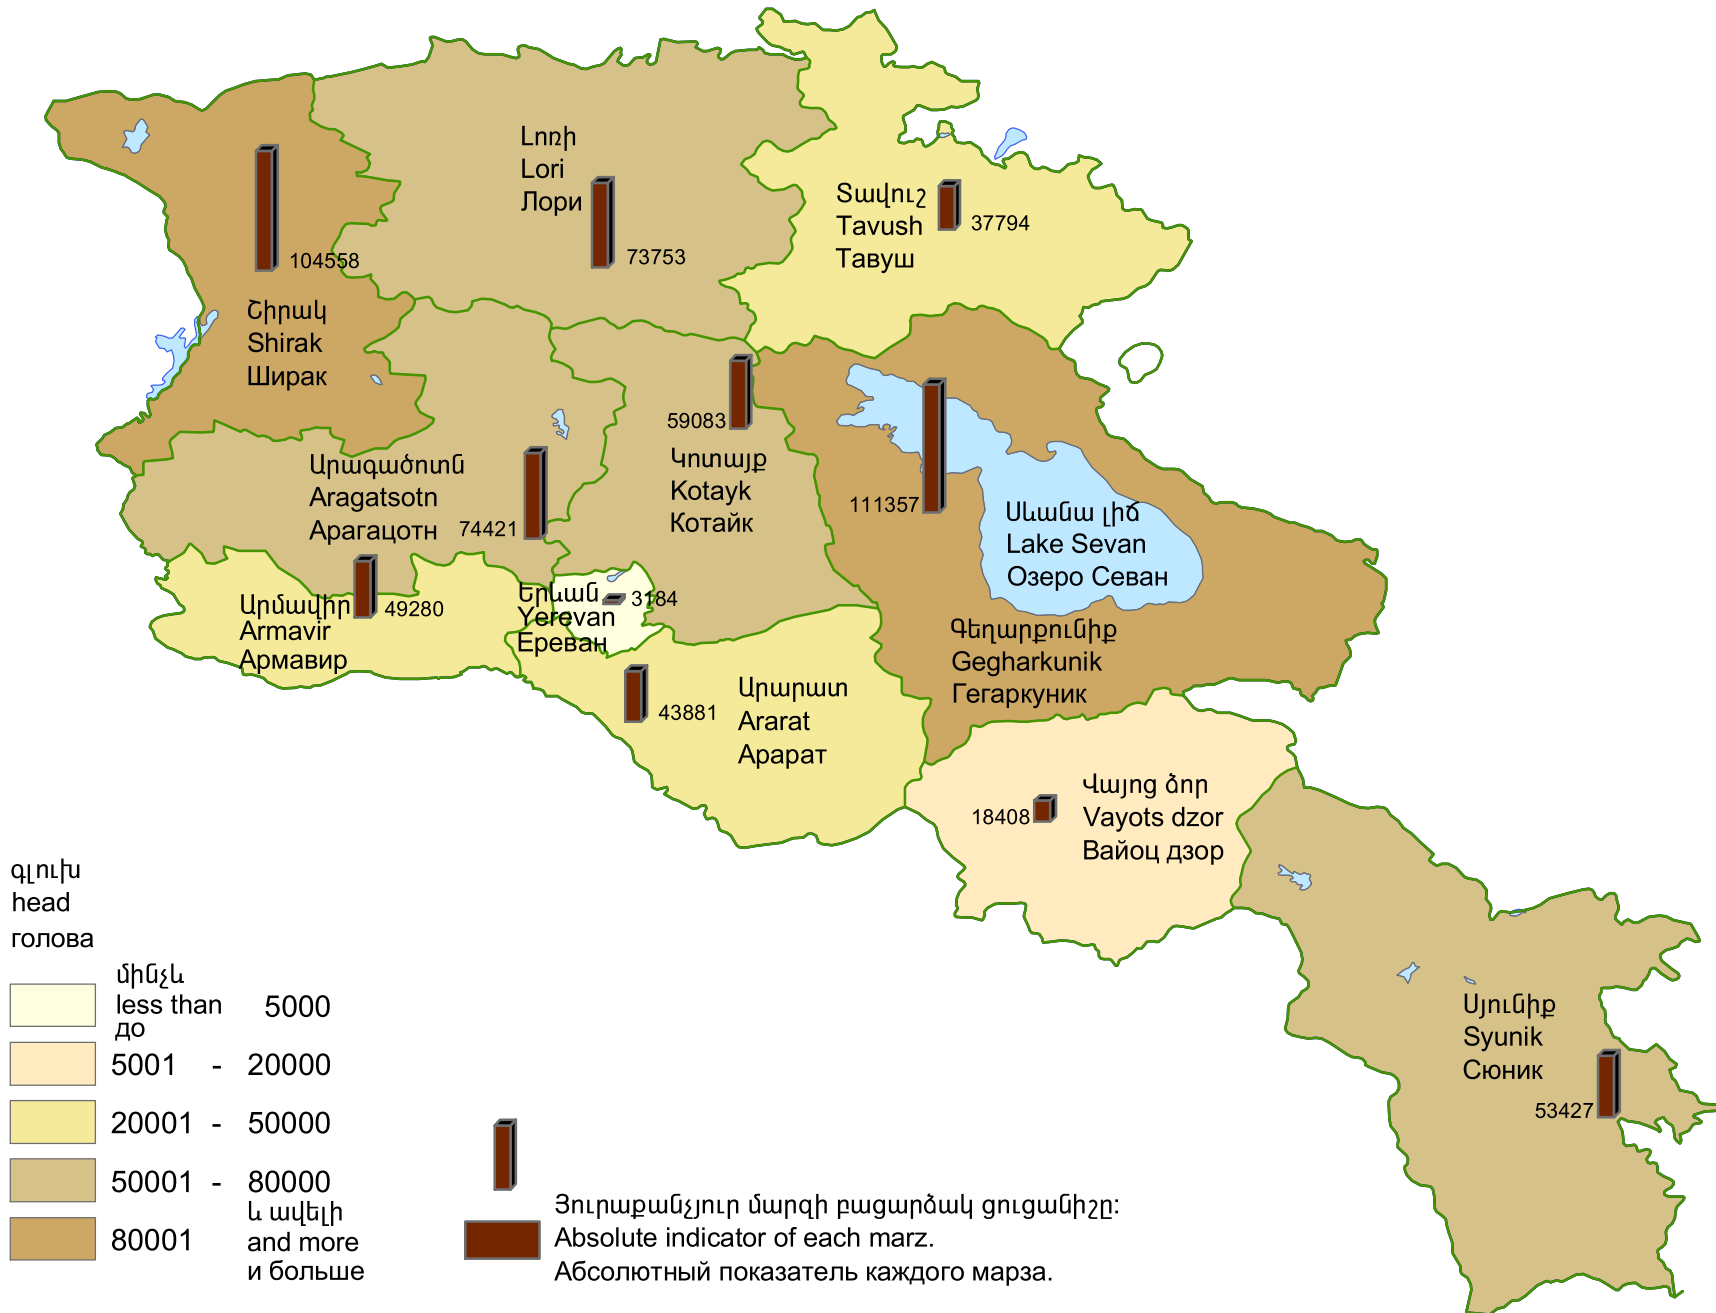 Լոռի
Lori
Лори
73753
Տավուշ
Tavush
Тавуш
37794
104558
Շիրակ
Shirak
Ширак
59083
Կոտայք
Kotayk
Котайк
Արագածոտն
Aragatsotn
Арагацотн
74421
111357
Սևանա լիճ
Lake Sevan
Озеро Севан
Գեղարքունիք
Gegharkunik
Гегаркуник
Արմավիր
Armavir
Армавир
49280
Երևան
Yerevan
Ереван
3184
43881
Արարատ
Ararat
Арарат
18408
Վայոց ձոր
Vayots dzor
Вайоц дзор
Սյունիք
Syunik
Сюник
53427
գլուխ
head
голова
մինչև
less than 5000
до
5001 - 20000
20001 - 50000
50001 - 80000
80001 և ավելի
and more
и больше
Յուրաքանչյուր մարզի բացարձակ ցուցանիշը:
Absolute indicator of each marz.
Абсолютный показатель каждого марза.